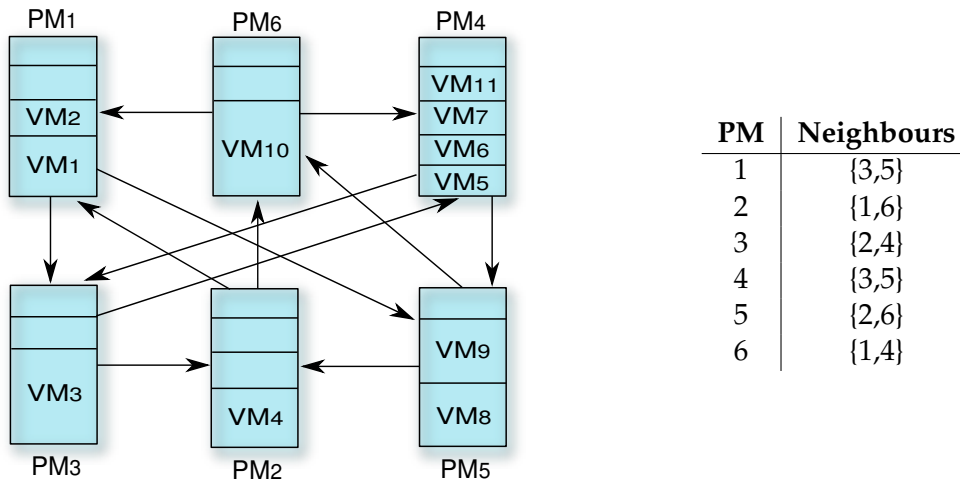 PM1 PM6 PM4
VM2
VM1
VM10
VM11
VM7
VM6
VM5
VM3
VM4
VM9
VM8
PM3 PM2 PM5
PM Neighbours
1 {3,5}
2 {1,6}
3 {2,4}
4 {3,5}
5 {2,6}
6 {1,4}